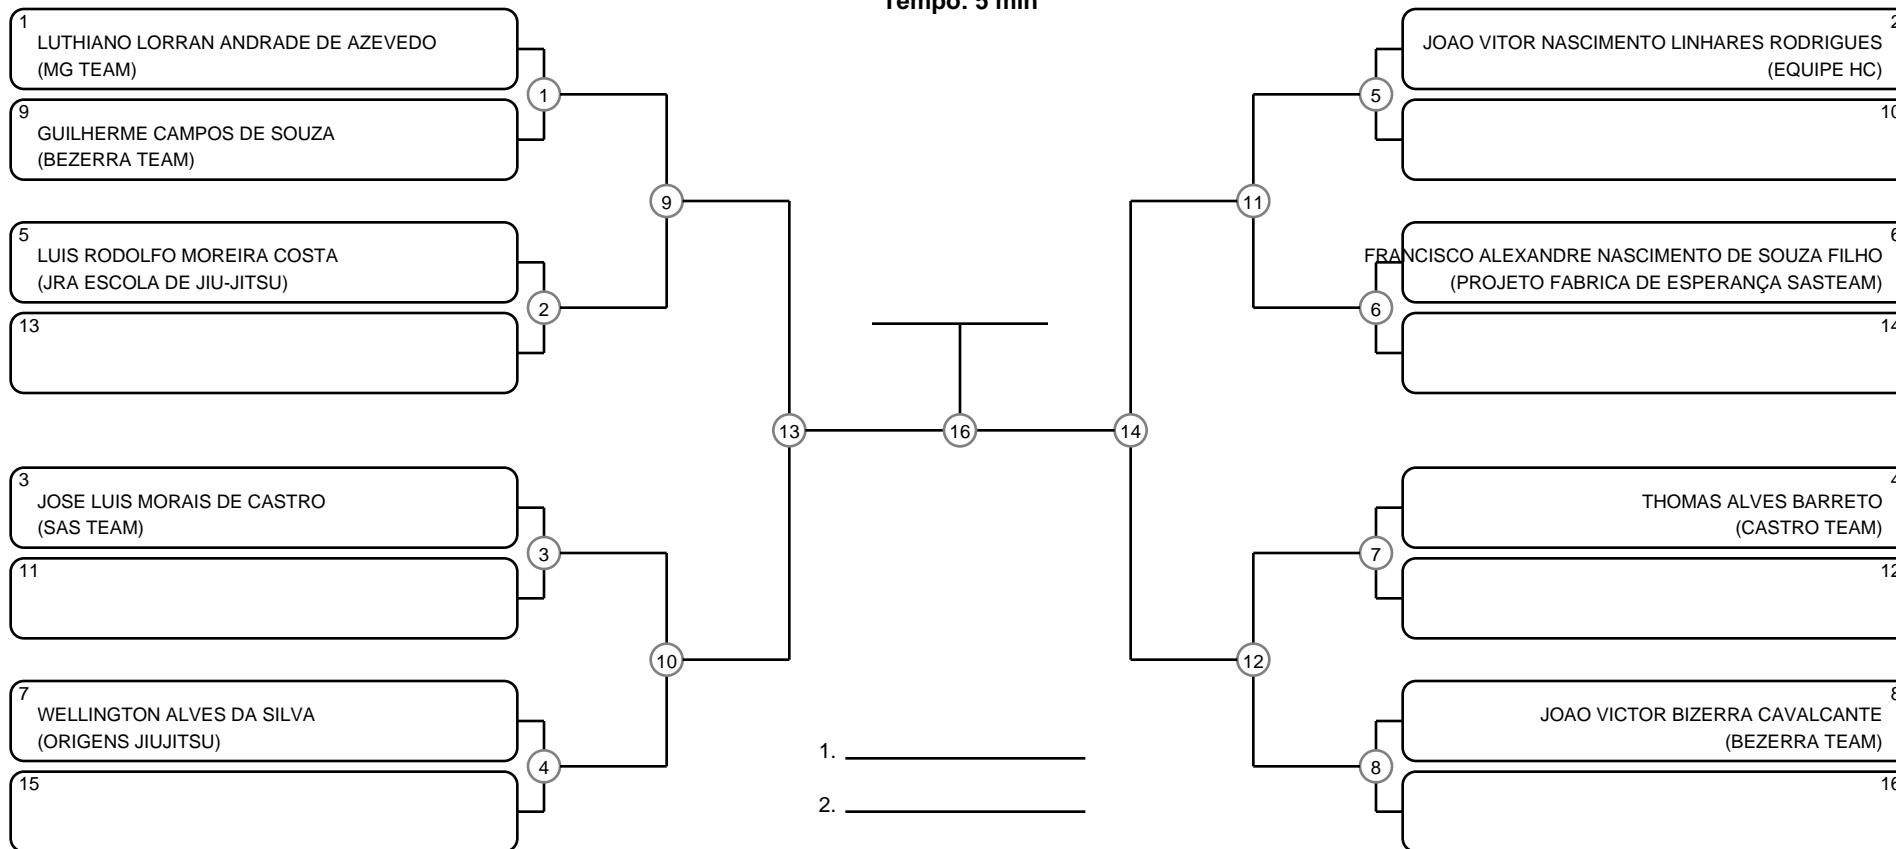 Tempo: 5 min
1
LUTHIANO LORRAN ANDRADE DE AZEVEDO
(MG TEAM)
1
9
GUILHERME CAMPOS DE SOUZA
(BEZERRA TEAM)
9
5
LUIS RODOLFO MOREIRA COSTA
(JRA ESCOLA DE JIU-JITSU)
2
13
13
3
JOSE LUIS MORAIS DE CASTRO
(SAS TEAM)
3
11
10
7
WELLINGTON ALVES DA SILVA
(ORIGENS JIUJITSU)
4
15
16
1.
2.
2
JOAO VITOR NASCIMENTO LINHARES RODRIGUES
(EQUIPE HC)
5
10
11
6
FRANCISCO ALEXANDRE NASCIMENTO DE SOUZA FILHO
(PROJETO FABRICA DE ESPERANÇA SASTEAM)
6
14
14
4
THOMAS ALVES BARRETO
(CASTRO TEAM)
7
12
12
8
JOAO VICTOR BIZERRA CAVALCANTE
(BEZERRA TEAM)
8
16